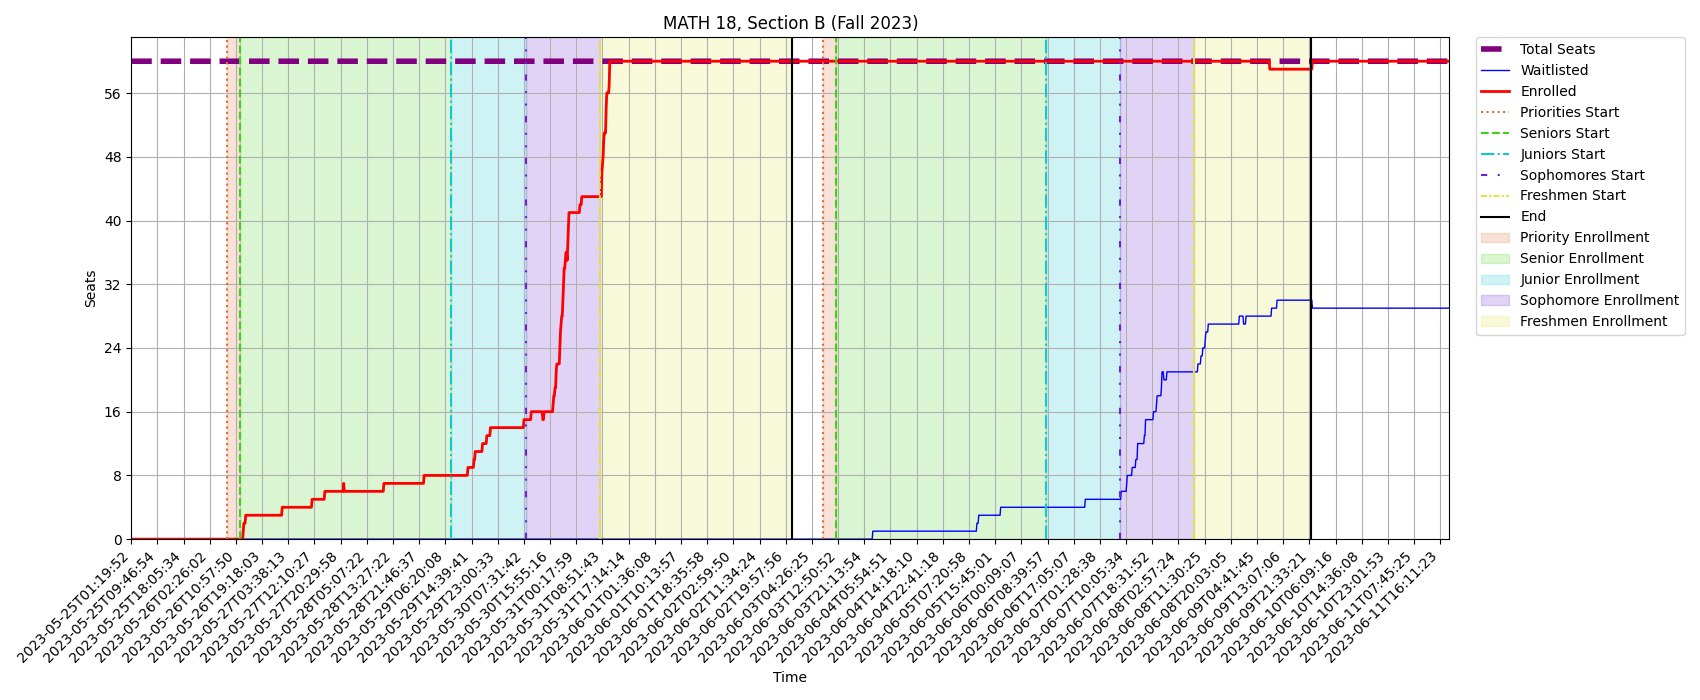 MATH 18, Section B (Fall 2023)
Seats
56
48
40
32
24
16
8
0
2023-05-25T01:19:52
2023-05-25T09:46:54
2023-05-25T18:05:34
2023-05-26T02:26:02
2023-05-26T10:57:50
2023-05-26T19:18:03
2023-05-27T03:38:13
2023-05-27T12:10:27
2023-05-27T20:29:58
2023-05-28T05:07:22
2023-05-28T13:27:22
2023-05-28T21:46:37
2023-05-29T06:20:08
2023-05-29T14:39:41
2023-05-29T23:00:33
2023-05-30T07:31:42
2023-05-30T15:55:16
2023-05-31T00:17:59
2023-05-31T08:51:43
2023-05-31T17:14:14
2023-06-01T01:36:08
2023-06-01T10:13:57
2023-06-01T18:35:58
2023-06-02T02:59:50
2023-06-02T11:34:24
2023-06-02T19:57:56
2023-06-03T04:26:25
2023-06-03T12:50:52
2023-06-03T21:13:54
2023-06-04T05:54:51
2023-06-04T14:18:10
2023-06-04T22:41:18
2023-06-05T07:20:58
2023-06-05T15:45:01
2023-06-06T00:09:07
2023-06-06T08:39:57
2023-06-06T17:05:07
2023-06-07T01:28:38
2023-06-07T10:05:34
2023-06-07T18:31:52
2023-06-08T02:57:24
2023-06-08T11:30:25
2023-06-08T20:03:05
2023-06-09T04:41:45
2023-06-09T13:07:06
2023-06-09T21:33:21
2023-06-10T06:09:16
2023-06-10T14:36:08
2023-06-10T23:01:53
2023-06-11T07:45:25
2023-06-11T16:11:23
Time
Total Seats
Waitlisted
Enrolled
Priorities Start
Seniors Start
Juniors Start
Sophomores Start
Freshmen Start
End
Priority Enrollment
Senior Enrollment
Junior Enrollment
Sophomore Enrollment
Freshmen Enrollment